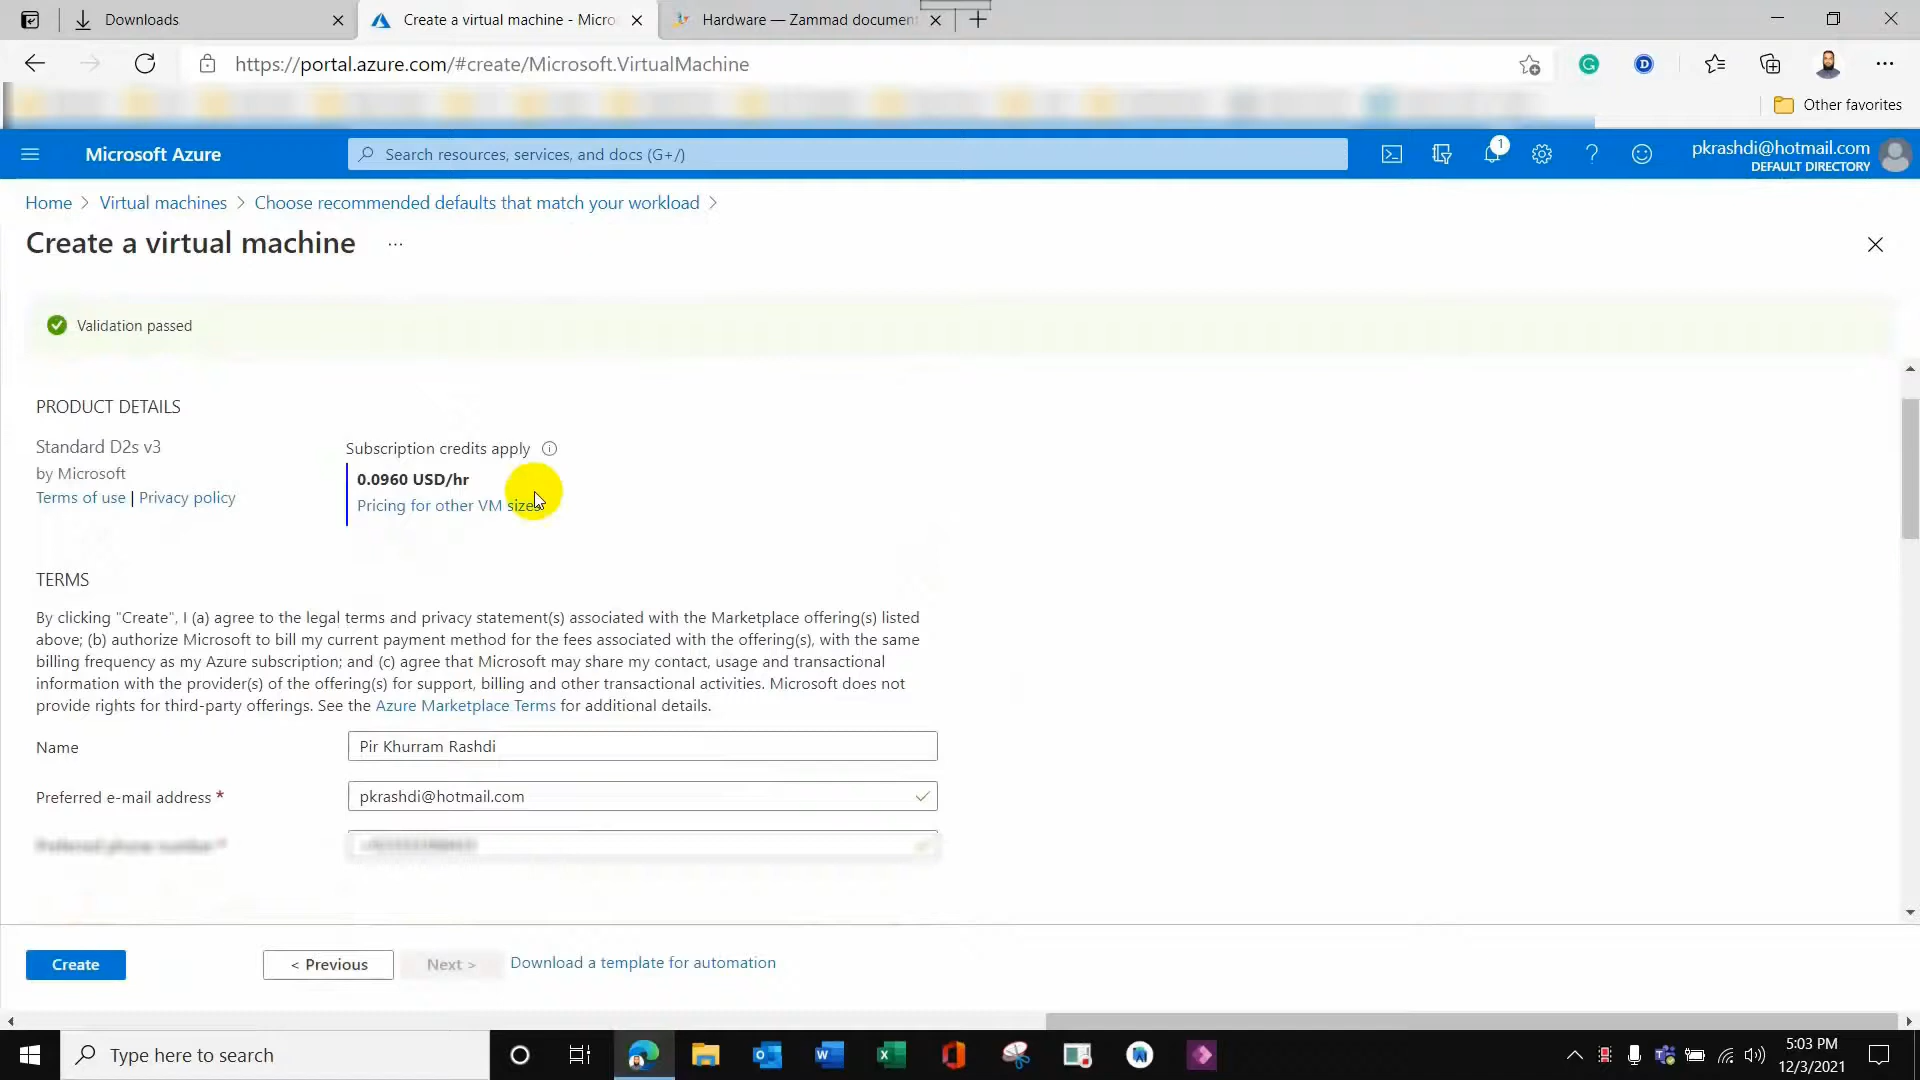 Downloads
Create a virtual machine - Micro
Hardware — Zammad document
https://portal.azure.com/#create/Microsoft.VirtualMachine
Other favorites
Microsoft Azure
Search resources, services, and docs (G+/)
1
pkrashdi@hotmail.com
DEFAULT DIRECTORY
Home > Virtual machines > Choose recommended defaults that match your workload >
Create a virtual machine ...
Validation passed
PRODUCT DETAILS
Standard D2s v3
by Microsoft
Terms of use | Privacy policy
Subscription credits apply
0.0960 USD/hr
Pricing for other VM sizes
TERMS
By clicking "Create", I (a) agree to the legal terms and privacy statement(s) associated with the Marketplace offering(s) listed
above; (b) authorize Microsoft to bill my current payment method for the fees associated with the offering(s), with the same
billing frequency as my Azure subscription; and (c) agree that Microsoft may share my contact, usage and transactional
information with the provider(s) of the offering(s) for support, billing and other transactional activities. Microsoft does not
provide rights for third-party offerings. See the Azure Marketplace Terms for additional details.
Name
Pir Khurram Rashdi
Preferred e-mail address *
pkrashdi@hotmail.com
Preferred phone number *
Create
< Previous
Next >
Download a template for automation
Type here to search
5:03 PM
12/3/2021